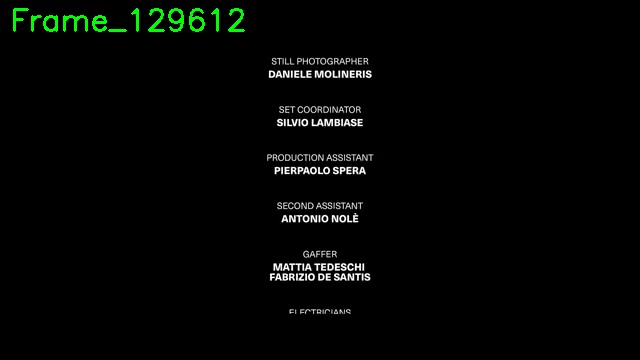 Frame_129612
STILL PHOTOGRAPHER
DANIELE MOLINERIS
SET COORDINATOR
SILVIO LAMBIASE
PRODUCTION ASSISTANT
PIERPAOLO SPERA
SECOND ASSISTANT
ANTONIO NOLÈ
GAFFER
MATTIA TEDESCHI
FABRIZIO DE SANTIS
ELECTRICIANS